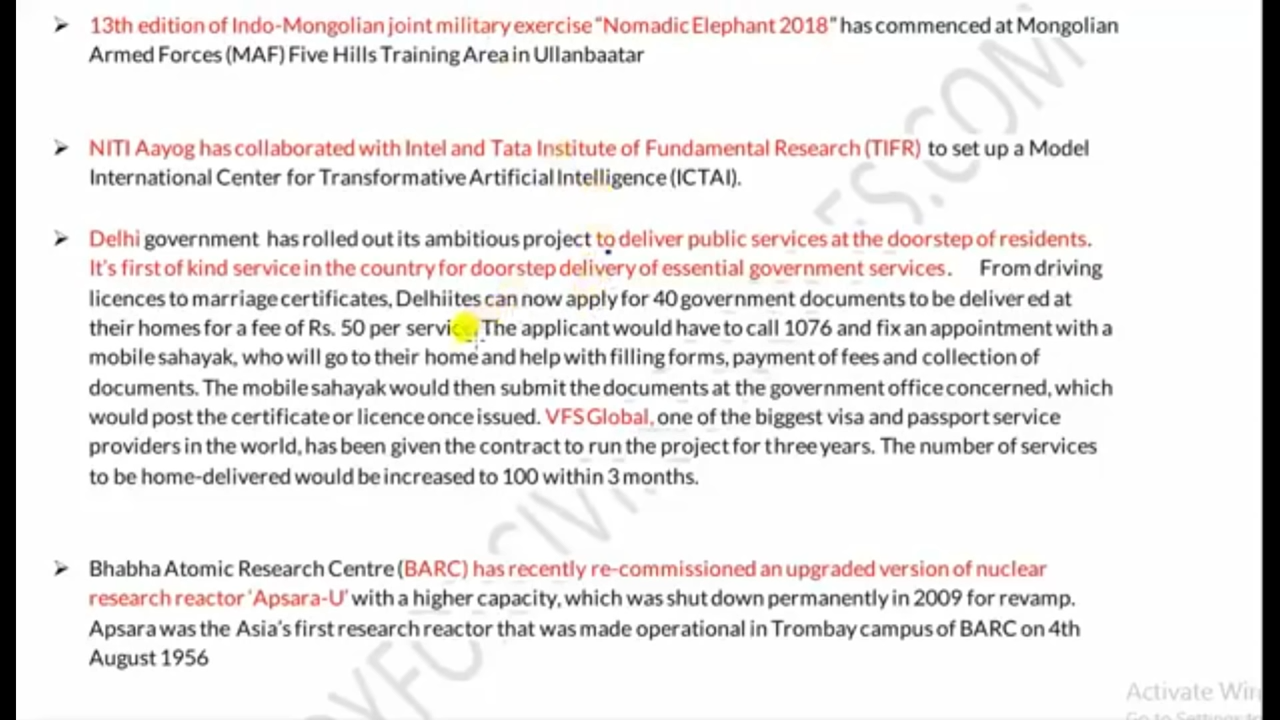 ➢ 13th edition of Indo-Mongolian joint military exercise “Nomadic Elephant 2018” has commenced at Mongolian
Armed Forces (MAF) Five Hills Training Area in Ullanbaatar
➢ NITI Aayog has collaborated with Intel and Tata Institute of Fundamental Research (TIFR) to set up a Model
International Center for Transformative Artificial Intelligence (ICTAI).
➢ Delhi government has rolled out its ambitious project to deliver public services at the doorstep of residents.
It’s first of kind service in the country for doorstep delivery of essential government services. From driving
licences to marriage certificates, Delhiites can now apply for 40 government documents to be delivered at
their homes for a fee of Rs. 50 per service. The applicant would have to call 1076 and fix an appointment with a
mobile sahayak, who will go to their home and help with filling forms, payment of fees and collection of
documents. The mobile sahayak would then submit the documents at the government office concerned, which
would post the certificate or licence once issued. VFS Global, one of the biggest visa and passport service
providers in the world, has been given the contract to run the project for three years. The number of services
to be home-delivered would be increased to 100 within 3 months.
➢ Bhabha Atomic Research Centre (BARC) has recently re-commissioned an upgraded version of nuclear
research reactor ‘Apsara-U’ with a higher capacity, which was shut down permanently in 2009 for revamp.
Apsara was the Asia’s first research reactor that was made operational in Trombay campus of BARC on 4th
August 1956
Activate Win